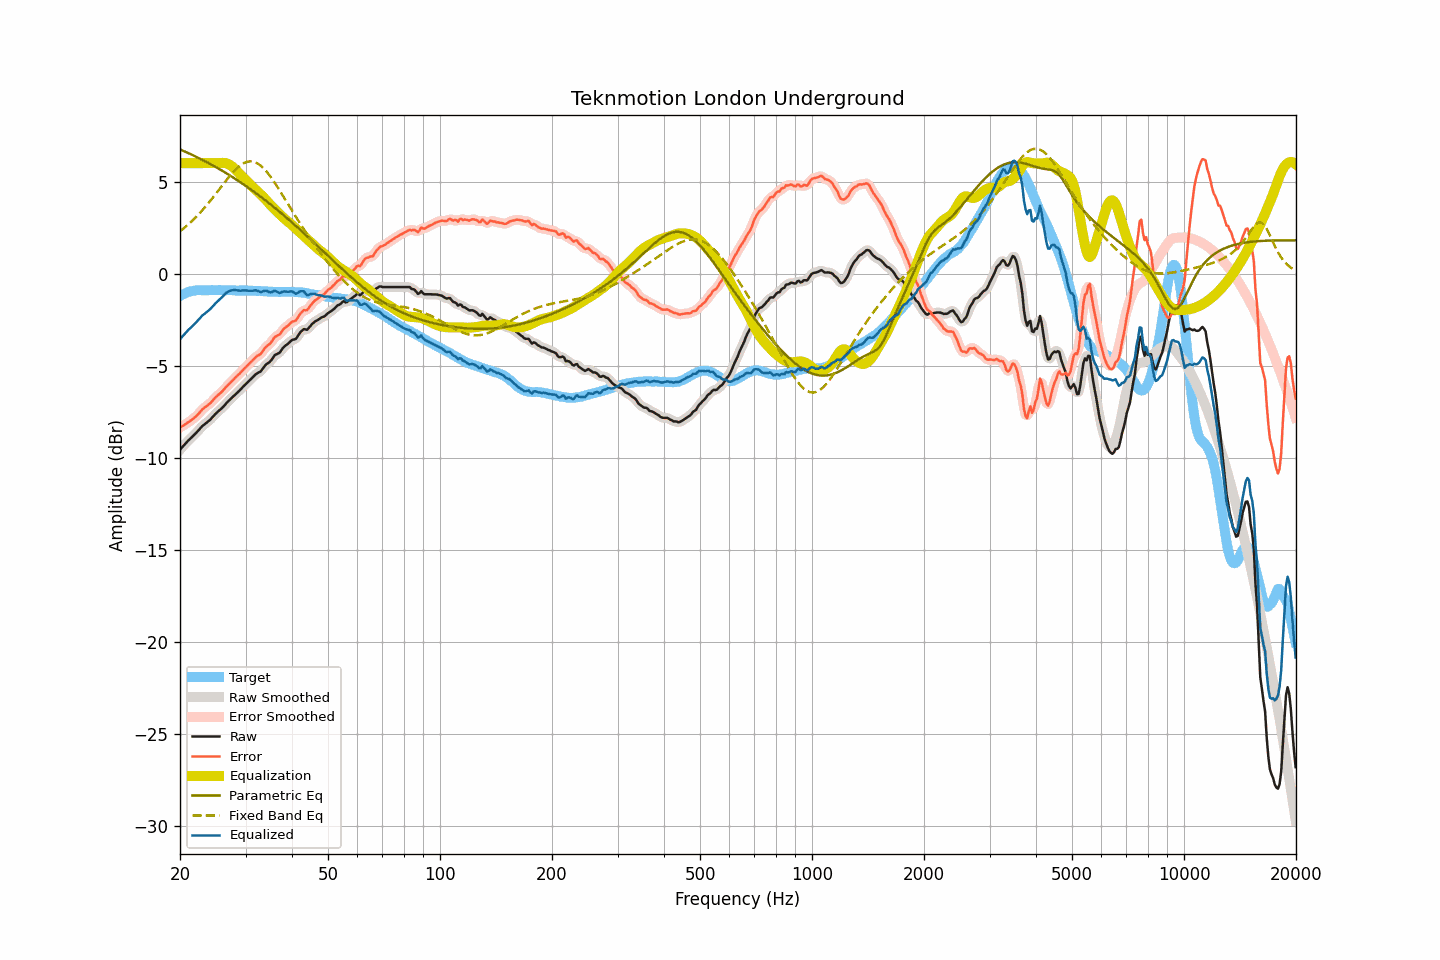 Teknmotion London Underground
Amplitude (dBr)
5
0
−5
−10
−15
−20
−25
−30
Target
Raw Smoothed
Error Smoothed
Raw
Error
Equalization
Parametric Eq
Fixed Band Eq
Equalized
20 50 100 200 500 1000 2000 5000 10000 20000
Frequency (Hz)